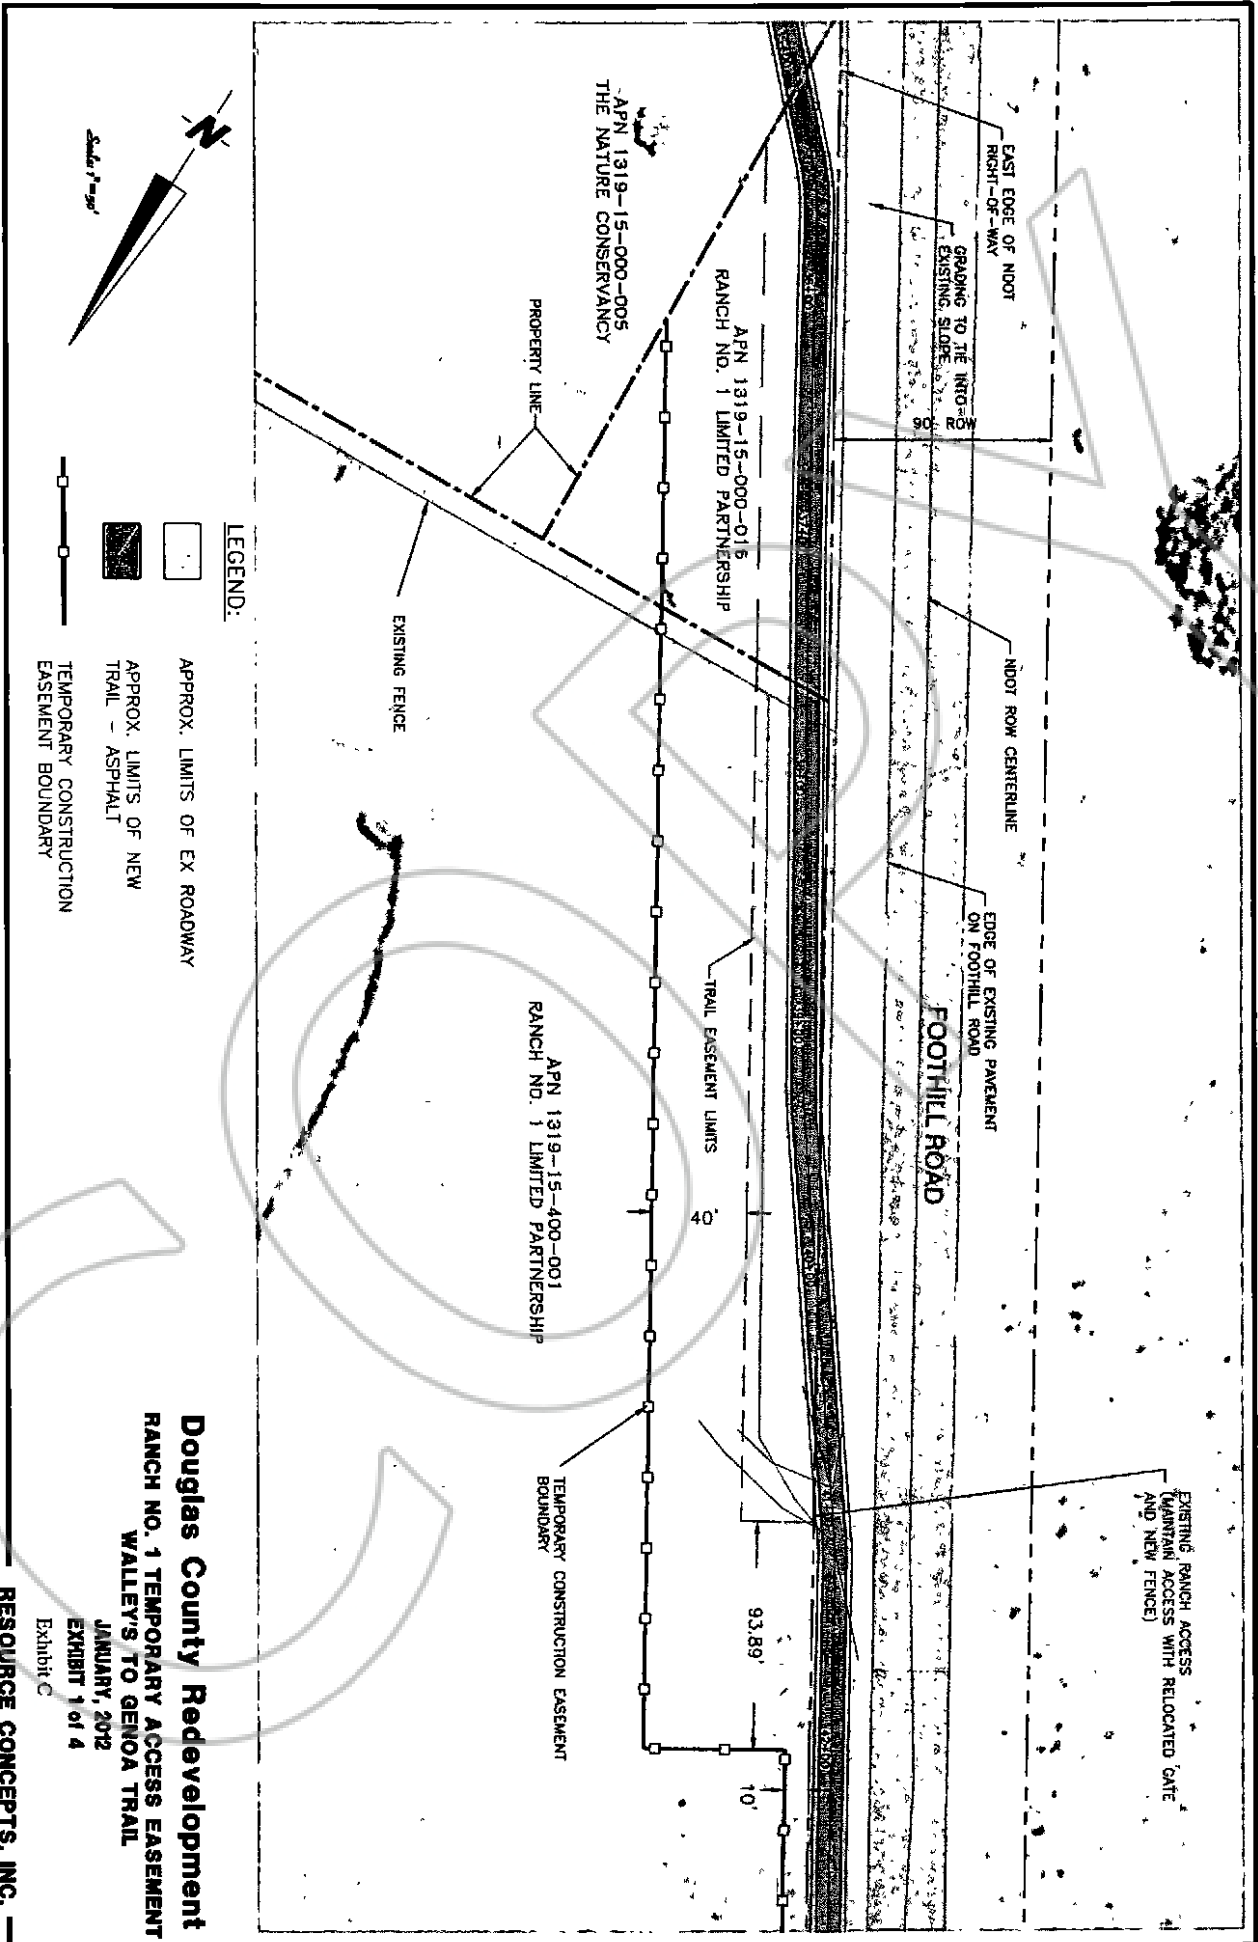 EAST EDGE OF NDOT
RIGHT-OF-WAY
GRADING TO TIE INTO
EXISTING SLOPE
90' ROW
NDOT ROW CENTERLINE
EDGE OF EXISTING PAVEMENT
ON FOOTHILL ROAD
FOOTHILL ROAD
EXISTING RANCH ACCESS
(MAINTAIN ACCESS WITH RELOCATED GATE
AND NEW FENCE)
APN 1319-15-000-005
THE NATURE CONSERVANCY
APN 1319-15-000-015
RANCH NO. 1 LIMITED PARTNERSHIP
PROPERTY LINE
EXISTING FENCE
TRAIL EASEMENT LIMITS
40'
APN 1319-15-400-001
RANCH NO. 1 LIMITED PARTNERSHIP
TEMPORARY CONSTRUCTION EASEMENT
BOUNDARY
93.89'
10'
N
Scale: 1"=50'
LEGEND:
APPROX. LIMITS OF EX ROADWAY
APPROX. LIMITS OF NEW
TRAIL - ASPHALT
TEMPORARY CONSTRUCTION
EASEMENT BOUNDARY
Douglas County Redevelopment
RANCH NO. 1 TEMPORARY ACCESS EASEMENT
WALLEY'S TO GENOA TRAIL
JANUARY, 2012
EXHIBIT 1 of 4
Exhibit C
RESOURCE CONCEPTS, INC.
COPY